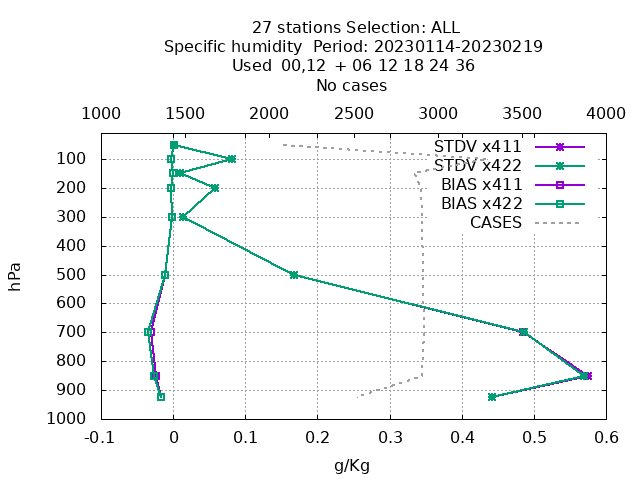 27 stations Selection: ALL
Specific humidity  Period: 20230114-20230219
Used  00,12  + 06 12 18 24 36
No cases
1000 1500 2000 2500 3000 3500 4000
STDV x411
STDV x422
BIAS x411
BIAS x422
CASES
100
200
300
400
500
600
700
800
900
1000
hPa
-0.1 0 0.1 0.2 0.3 0.4 0.5 0.6
g/Kg